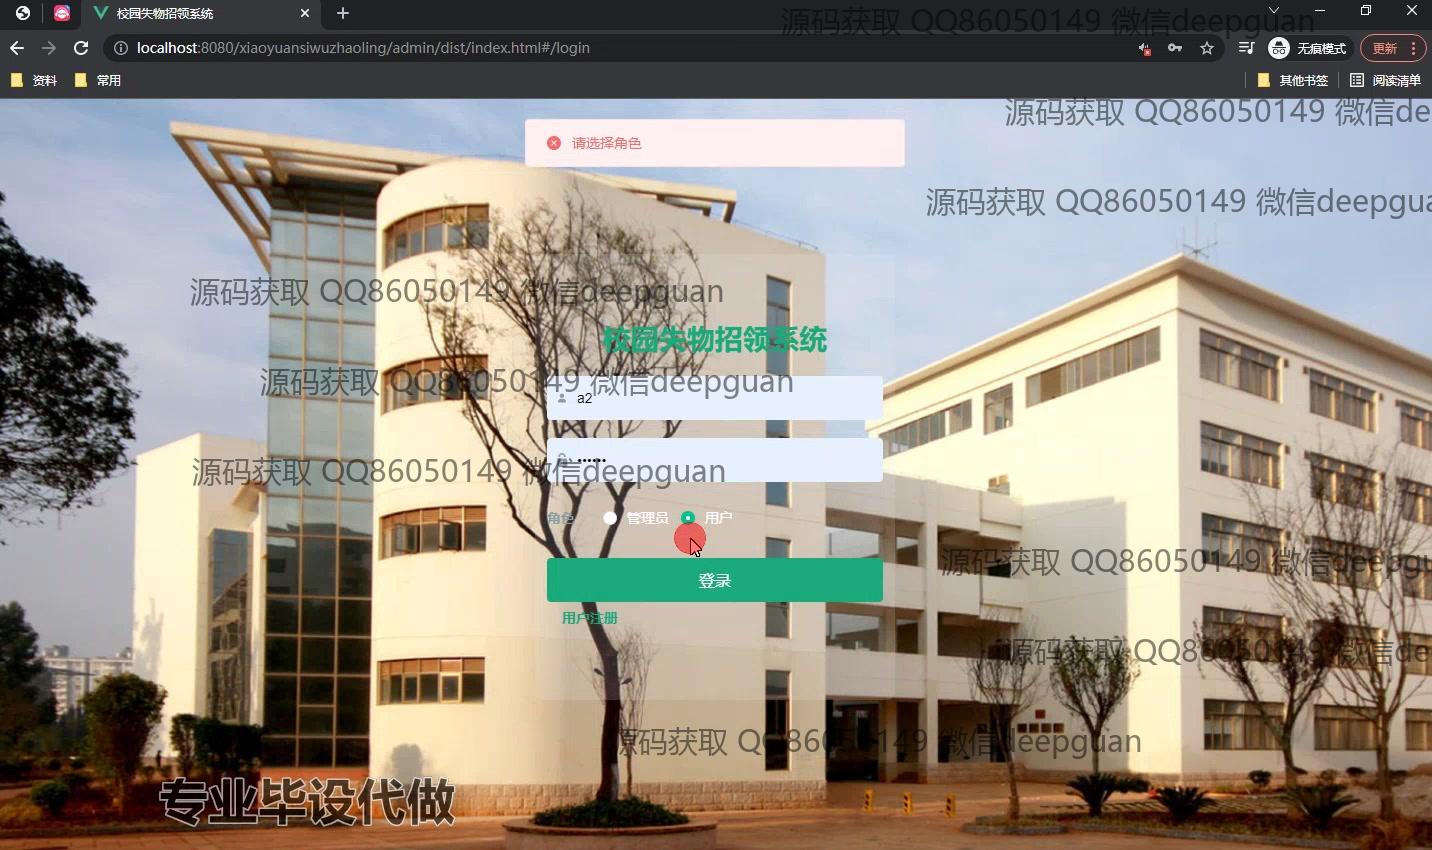 校园失物招领系统
源码获取 QQ86050149 微信deepguan
localhost:8080/xiaoyuansiwuzhaoling/admin/dist/index.html#/login
无痕模式
更新
资料
常用
其他书签
阅读清单
源码获取 QQ86050149 微信de
请选择角色
源码获取 QQ86050149 微信deepgua
源码获取 QQ86050149 微信deepguan
校园失物招领系统
源码获取 QQ86050149 微信deepguan
a2
源码获取 QQ86050149 微信deepguan
••••••
角色 管理员 用户
源码获取 QQ86050149 微信deepgu
登录
用户注册
源码获取 QQ86050149 微信de
源码获取 QQ86050149 微信deepguan
专业毕设代做